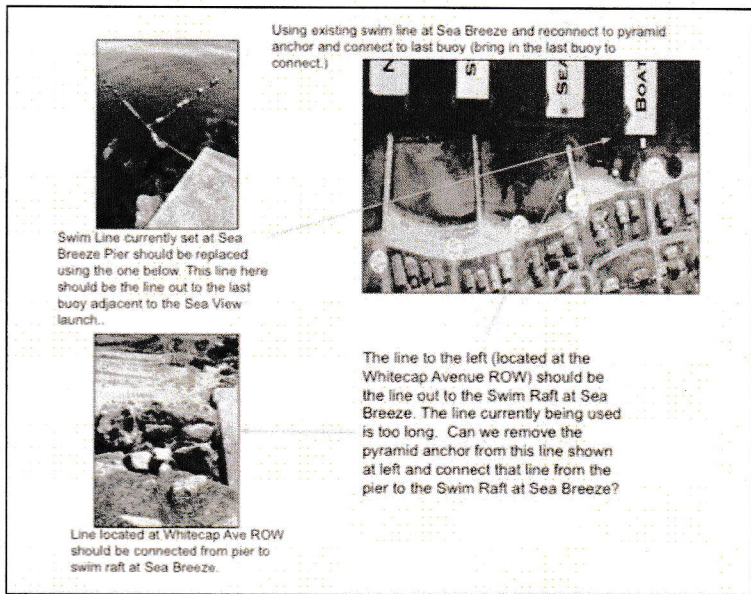 Using existing swim line at Sea Breeze and reconnect to pyramid
anchor and connect to last buoy (bring in the last buoy to
connect.)
N
S
SEA
BOAT
Swim Line currently set at Sea
Breeze Pier should be replaced
using the one below. This line here
should be the line out to the last
buoy adjacent to the Sea View
launch..
The line to the left (located at the
Whitecap Avenue ROW) should be
the line out to the Swim Raft at Sea
Breeze. The line currently being used
is too long. Can we remove the
pyramid anchor from this line shown
at left and connect that line from the
pier to the Swim Raft at Sea Breeze?
Line located at Whitecap Ave ROW
should be connected from pier to
swim raft at Sea Breeze.